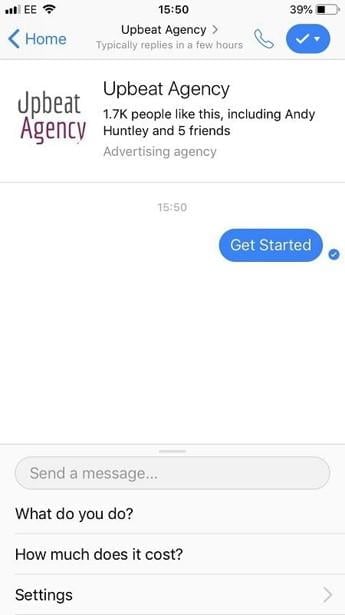 EE 15:50 39%
Home Upbeat Agency >
Typically replies in a few hours
Upbeat
Agency
Upbeat Agency
1.7K people like this, including Andy
Huntley and 5 friends
Advertising agency
15:50
Get Started
Send a message...
What do you do?
How much does it cost?
Settings